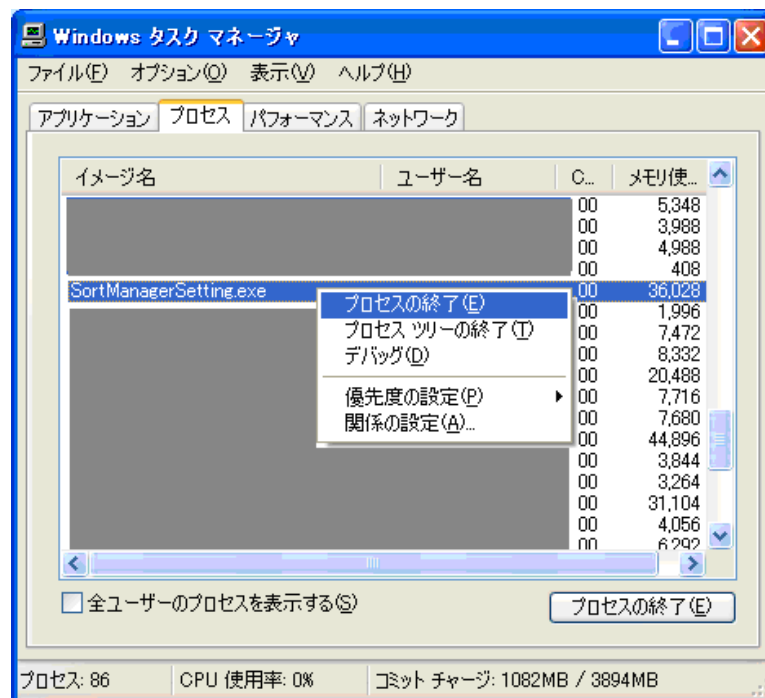 Windows タスク マネージャ
ファイル(F) オプション(O) 表示(V) ヘルプ(H)
アプリケーション プロセス パフォーマンス ネットワーク
イメージ名 ユーザー名 C... メモリ使...
00 5,348
00 3,988
00 4,988
00 408
SortManagerSetting.exe 00 36,028
プロセスの終了(E)
プロセス ツリーの終了(T)
デバッグ(D)
優先度の設定(P)
関係の設定(A)...
00 1,996
00 7,472
00 8,332
00 20,488
00 7,716
00 7,680
00 44,896
00 3,844
00 3,264
00 31,104
00 4,056
00 6,292
全ユーザーのプロセスを表示する(S) プロセスの終了(E)
プロセス: 86 CPU 使用率: 0% コミット チャージ: 1082MB / 3894MB